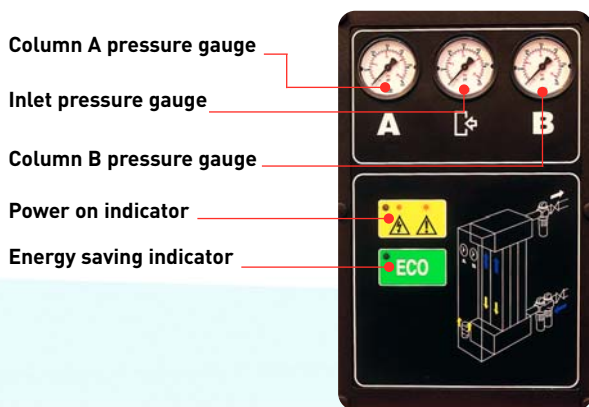 Column A pressure gauge
Inlet pressure gauge
A
B
Column B pressure gauge
Power on indicator
Energy saving indicator
ECO